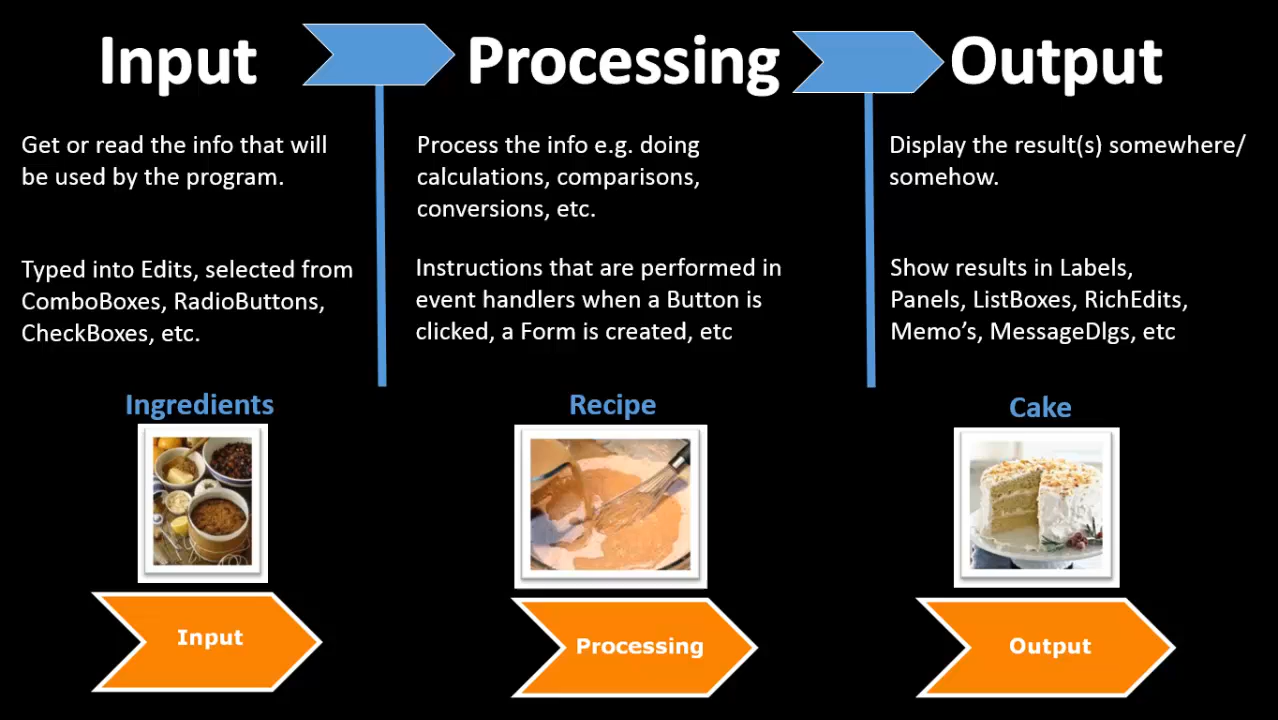 Input
Processing
Output
Get or read the info that will
be used by the program.
Typed into Edits, selected from
ComboBoxes, RadioButtons,
CheckBoxes, etc.
Process the info e.g. doing
calculations, comparisons,
conversions, etc.
Instructions that are performed in
event handlers when a Button is
clicked, a Form is created, etc
Display the result(s) somewhere/
somehow.
Show results in Labels,
Panels, ListBoxes, RichEdits,
Memo’s, MessageDlgs, etc
Ingredients
Recipe
Cake
Input
Processing
Output